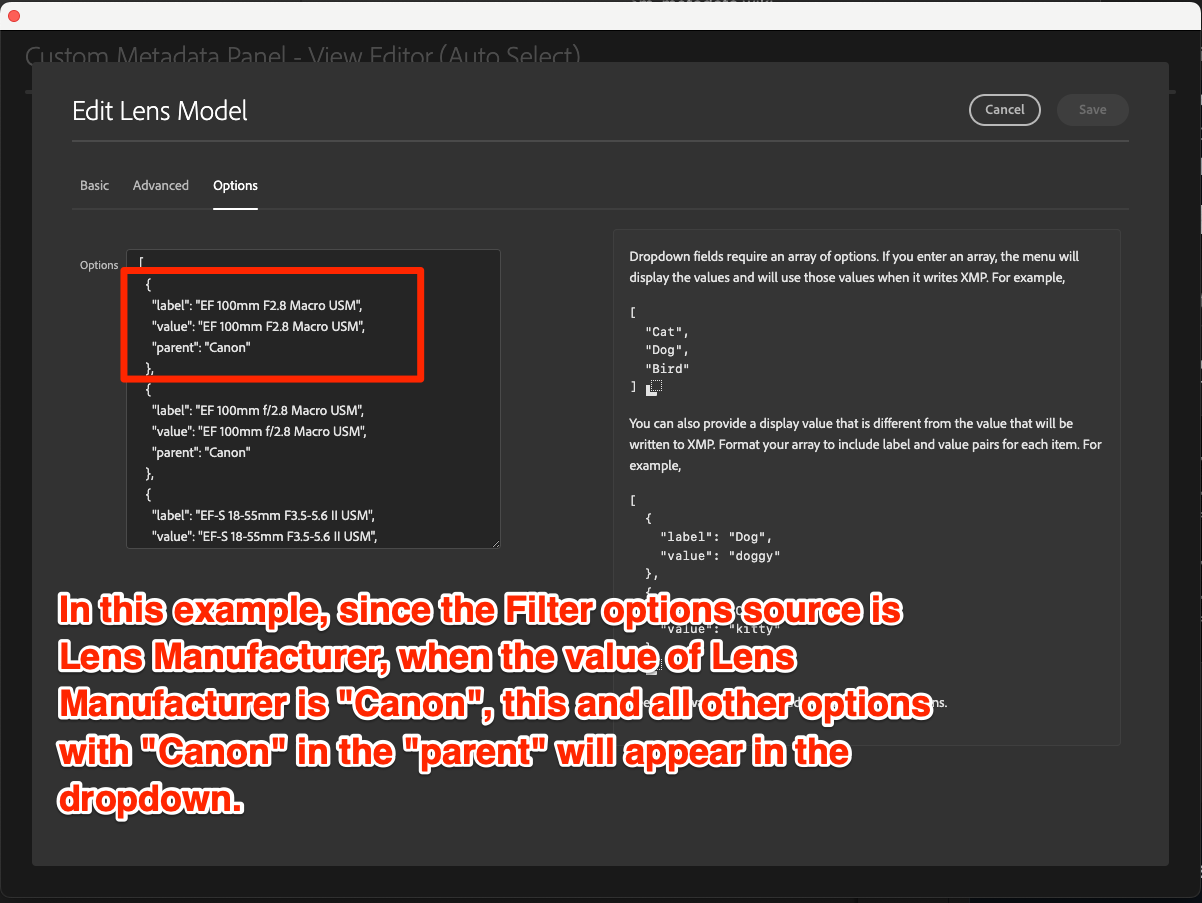 Custom Metadata Panel - View Editor (Auto Select)
Edit Lens Model
Cancel
Save
Basic
Advanced
Options
Options
[
{
"label": "EF 100mm F2.8 Macro USM",
"value": "EF 100mm F2.8 Macro USM",
"parent": "Canon"
},
{
"label": "EF 100mm f/2.8 Macro USM",
"value": "EF 100mm f/2.8 Macro USM",
"parent": "Canon"
},
{
"label": "EF-S 18-55mm F3.5-5.6 II USM",
"value": "EF-S 18-55mm F3.5-5.6 II USM",
Dropdown fields require an array of options. If you enter an array, the menu will
display the values and will use those values when it writes XMP. For example,
[
"Cat",
"Dog",
"Bird"
]
You can also provide a display value that is different from the value that will be
written to XMP. Format your array to include label and value pairs for each item. For
example,
[
{
"label": "Dog",
"value": "doggy"
},
{
"value": "kitty"
In this example, since the Filter options source is
Lens Manufacturer, when the value of Lens
Manufacturer is "Canon", this and all other options
with "Canon" in the "parent" will appear in the
dropdown.